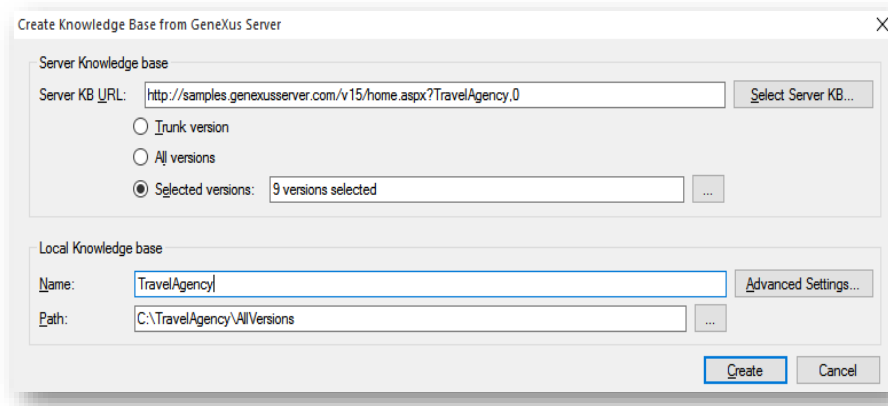 Create Knowledge Base from GeneXus Server
Server Knowledge base
Server KB URL: http://samples.genexusserver.com/v15/home.aspx?TravelAgency,0 Select Server KB...
Trunk version
All versions
Selected versions: 9 versions selected ...
Local Knowledge base
Name: TravelAgency Advanced Settings...
Path: C:\TravelAgency\AllVersions ...
Create Cancel